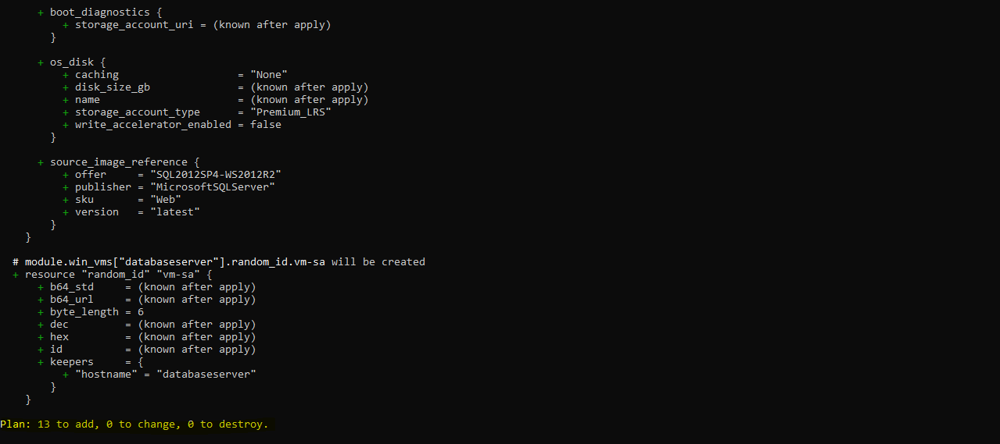 + boot_diagnostics {
          + storage_account_uri = (known after apply)
        }

      + os_disk {
          + caching                   = "None"
          + disk_size_gb              = (known after apply)
          + name                      = (known after apply)
          + storage_account_type      = "Premium_LRS"
          + write_accelerator_enabled = false
        }

      + source_image_reference {
          + offer     = "SQL2012SP4-WS2012R2"
          + publisher = "MicrosoftSQLServer"
          + sku       = "Web"
          + version   = "latest"
        }
    }

  # module.win_vms["databaseserver"].random_id.vm-sa will be created
  + resource "random_id" "vm-sa" {
      + b64_std     = (known after apply)
      + b64_url     = (known after apply)
      + byte_length = 6
      + dec         = (known after apply)
      + hex         = (known after apply)
      + id          = (known after apply)
      + keepers     = {
          + "hostname" = "databaseserver"
        }
    }

Plan: 13 to add, 0 to change, 0 to destroy.